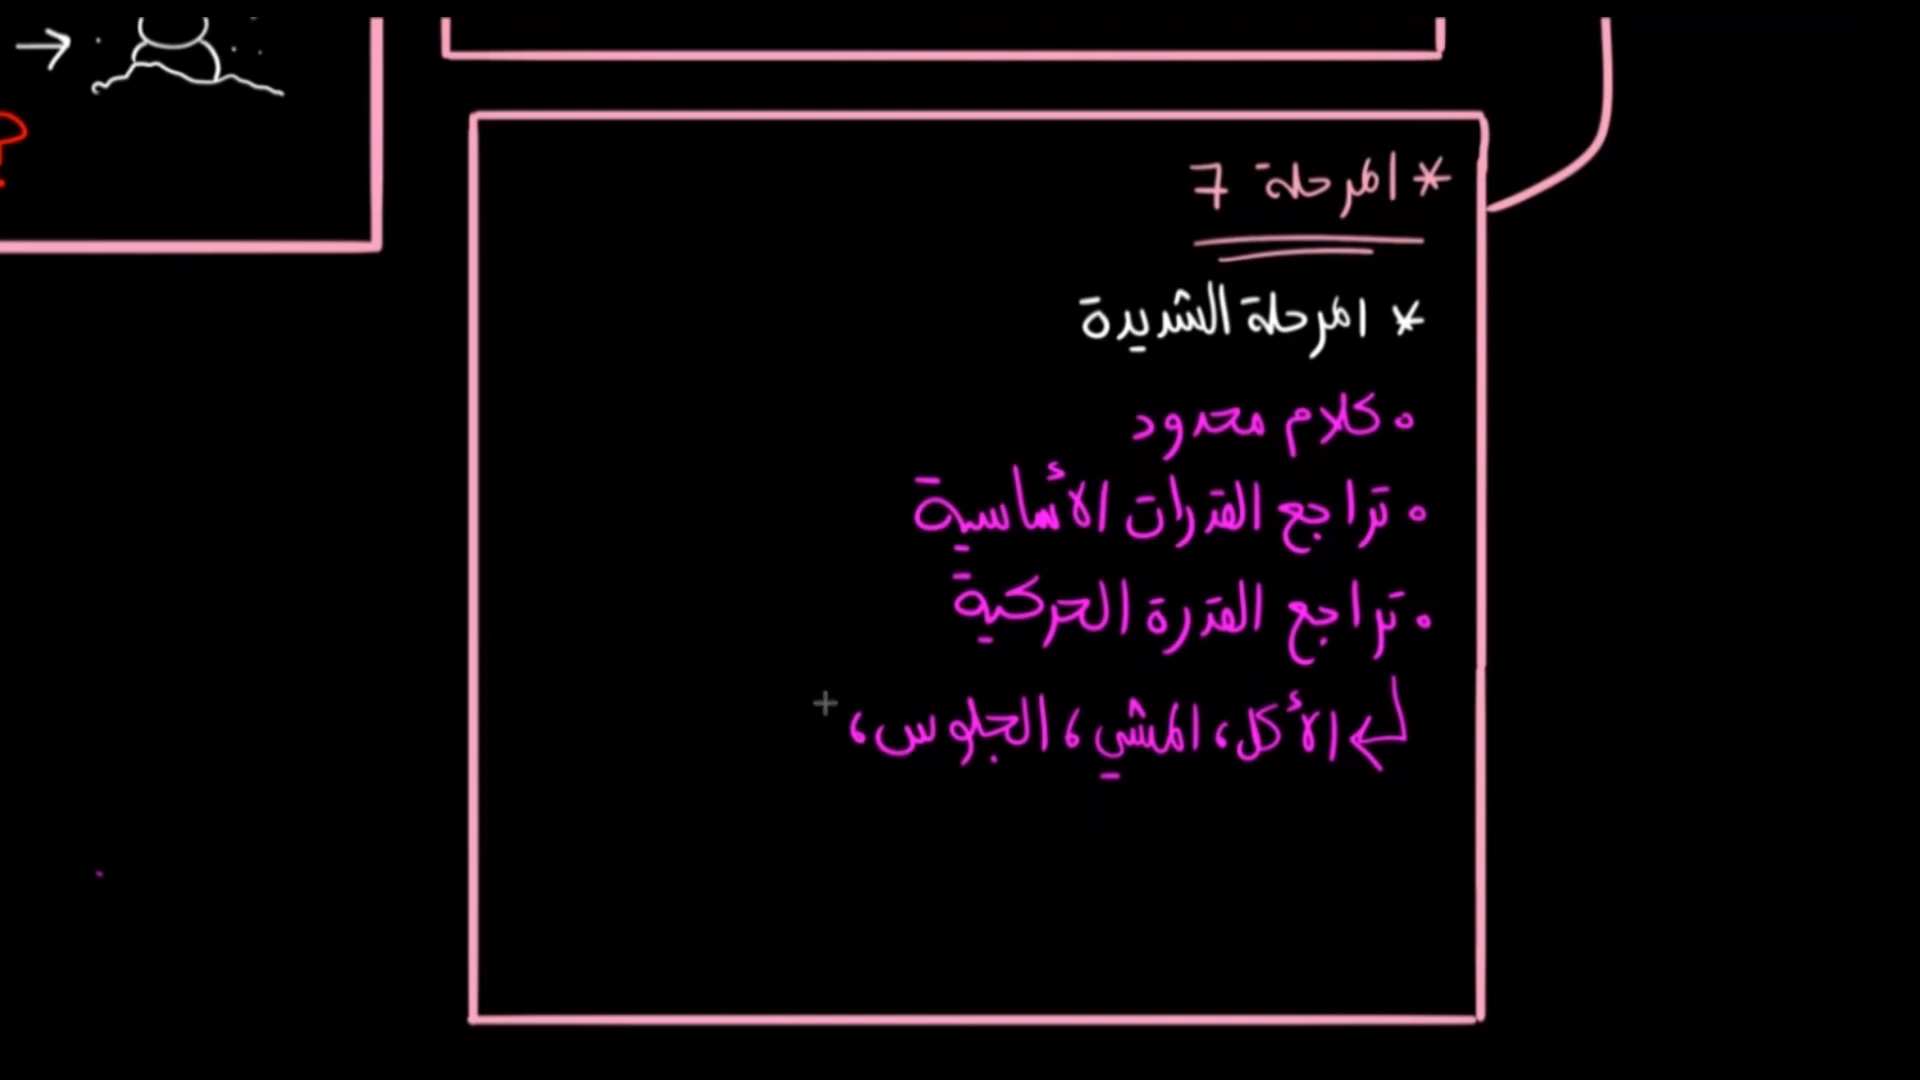 * المرحلة 7
* المرحلة الشديدة
• كلام محدود
• تراجع القدرات الأساسية
• تراجع القدرة الحركية
↲ الأكل، المشي، الجلوس،
?